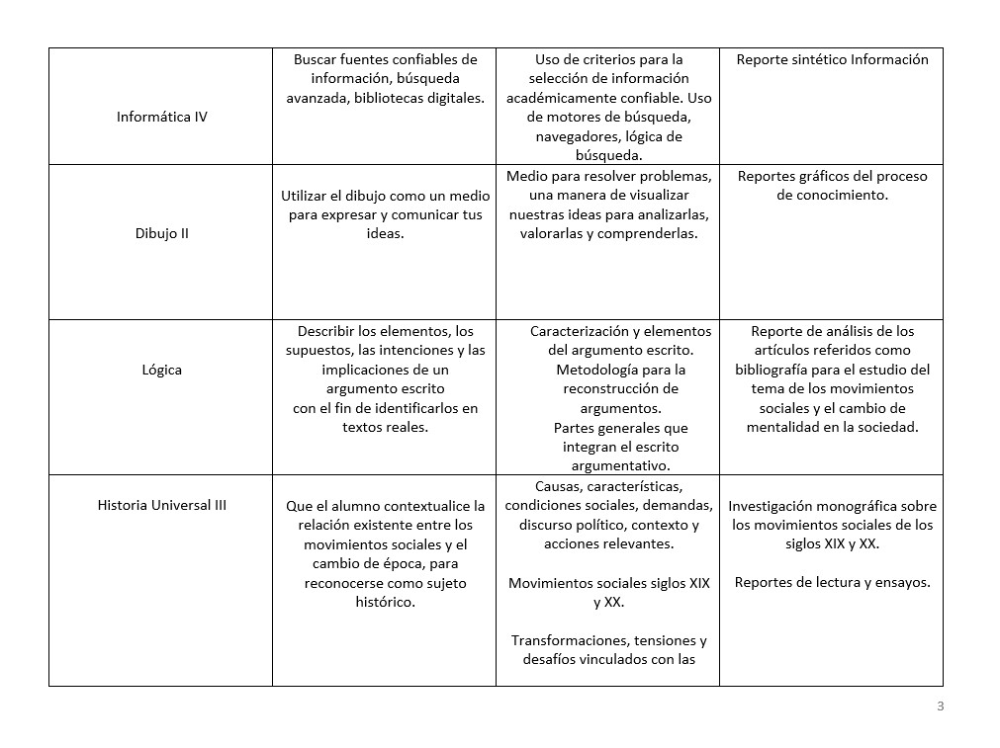 Informática IV
Buscar fuentes confiables de
información, búsqueda
avanzada, bibliotecas digitales.
Uso de criterios para la
selección de información
académicamente confiable. Uso
de motores de búsqueda,
navegadores, lógica de
búsqueda.
Reporte sintético Información
Dibujo II
Utilizar el dibujo como un medio
para expresar y comunicar tus
ideas.
Medio para resolver problemas,
una manera de visualizar
nuestras ideas para analizarlas,
valorarlas y comprenderlas.
Reportes gráficos del proceso
de conocimiento.
Lógica
Describir los elementos, los
supuestos, las intenciones y las
implicaciones de un
argumento escrito
con el fin de identificarlos en
textos reales.
Caracterización y elementos
del argumento escrito.
Metodología para la
reconstrucción de
argumentos.
Partes generales que
integran el escrito
argumentativo.
Reporte de análisis de los
artículos referidos como
bibliografía para el estudio del
tema de los movimientos
sociales y el cambio de
mentalidad en la sociedad.
Historia Universal III
Que el alumno contextualice la
relación existente entre los
movimientos sociales y el
cambio de época, para
reconocerse como sujeto
histórico.
Causas, características,
condiciones sociales, demandas,
discurso político, contexto y
acciones relevantes.
Movimientos sociales siglos XIX
y XX.
Transformaciones, tensiones y
desafíos vinculados con las
Investigación monográfica sobre
los movimientos sociales de los
siglos XIX y XX.
Reportes de lectura y ensayos.
3